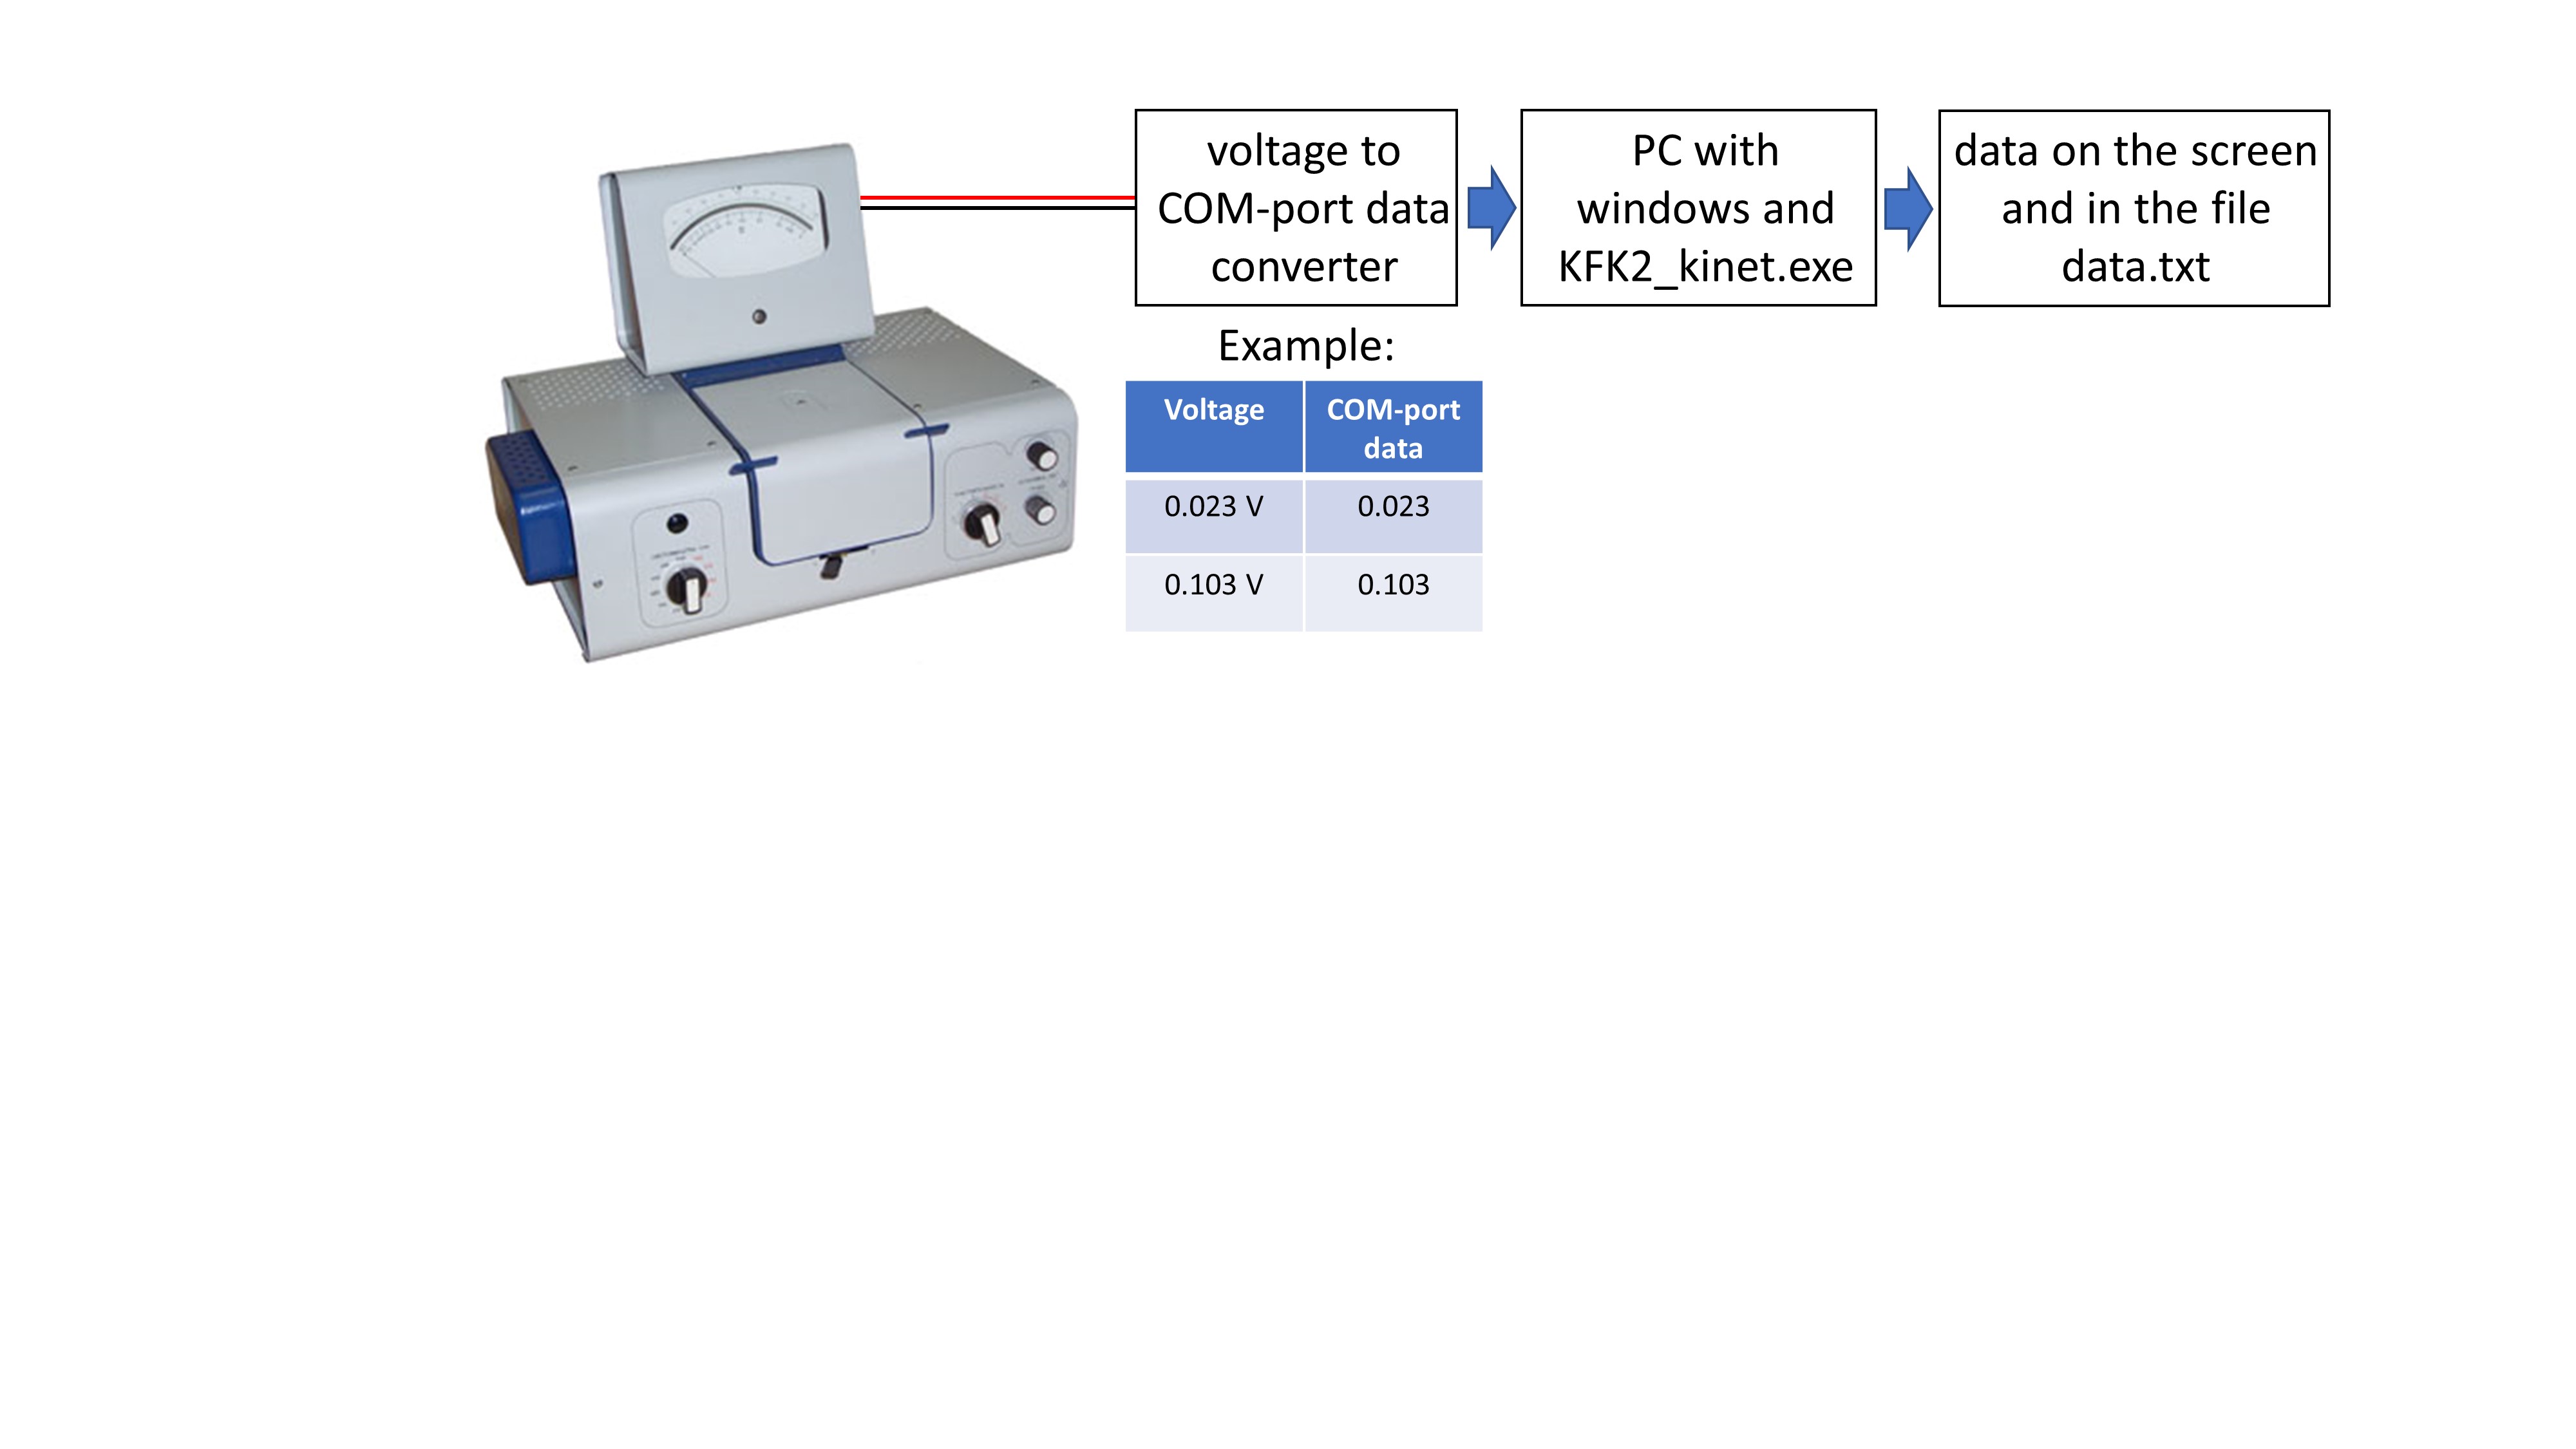 voltage to
COM-port data
converter
PC with
windows and
KFK2_kinet.exe
data on the screen
and in the file
data.txt
Example:
Voltage
COM-port
data
0.023 V
0.023
0.103 V
0.103